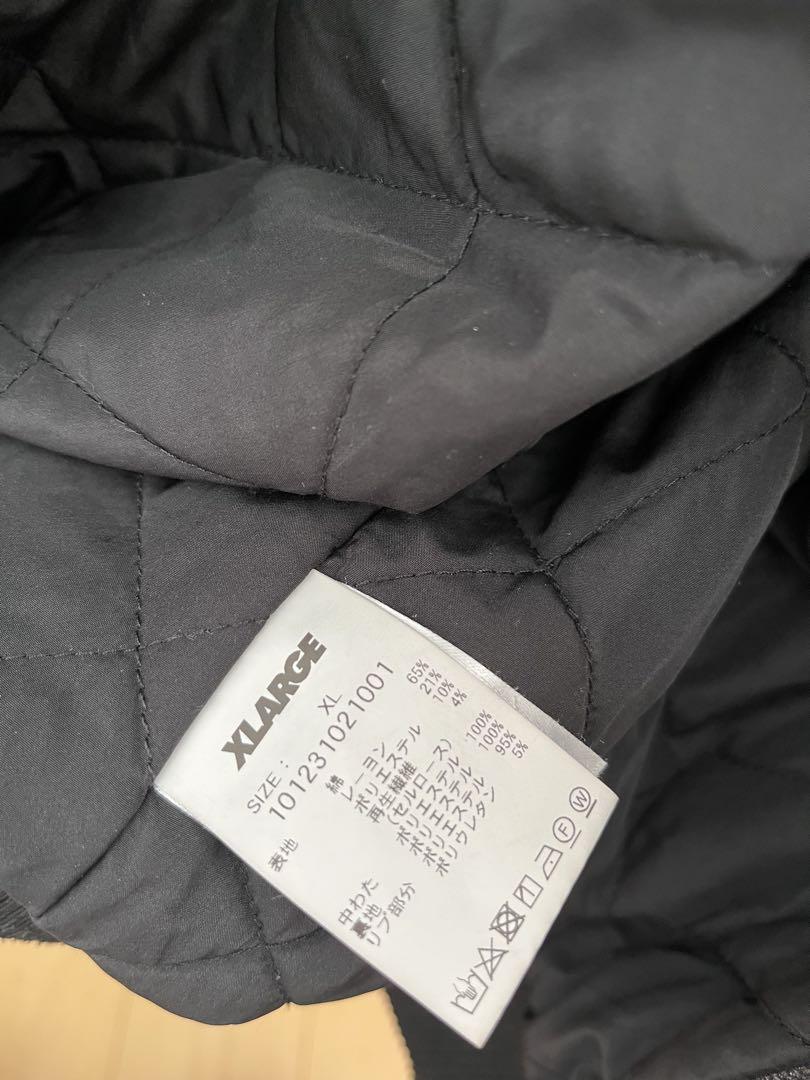 XLARGE
SIZE : XL
101231021001
表地 綿 65%
レーヨン 21%
ポリエステル 10%
再生繊維 4%
(セルロース)
中わた ポリエステル 100%
裏地 ポリエステル 100%
リブ部分 ポリエステル 95%
ポリウレタン 5%
F W